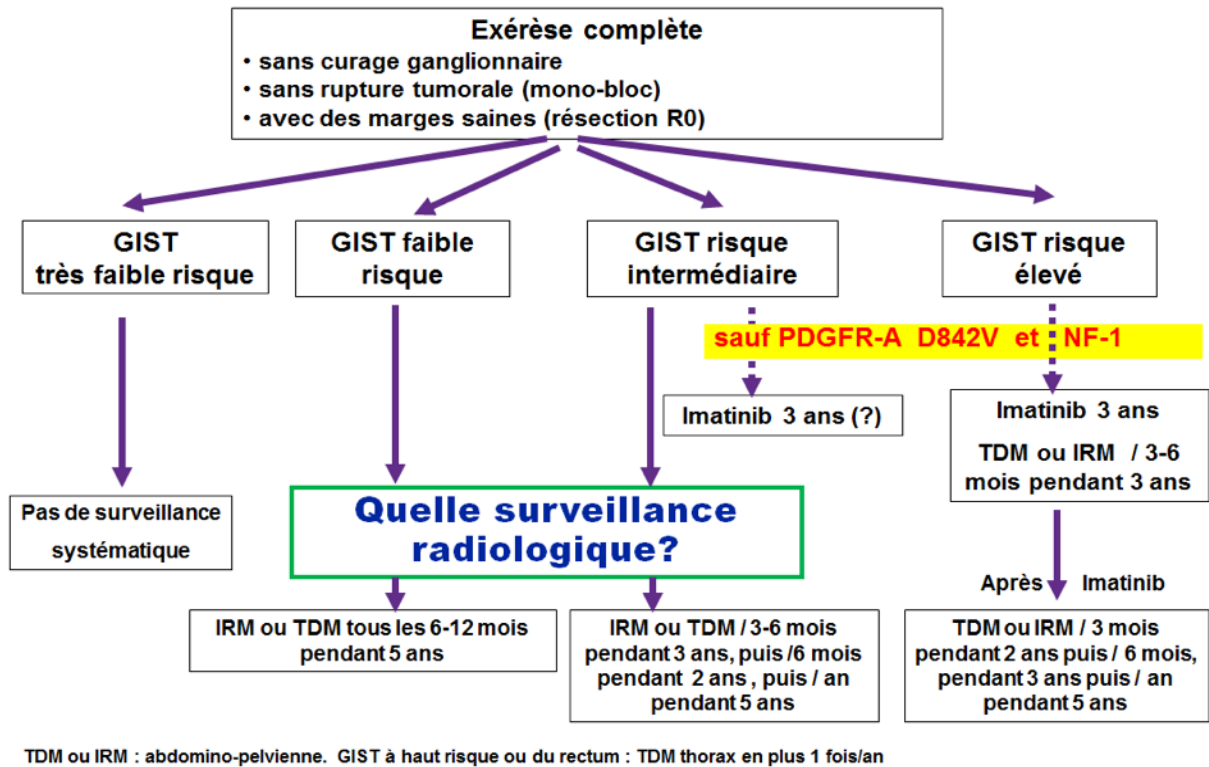 Exérèse complète
• sans curage ganglionnaire
• sans rupture tumorale (mono-bloc)
• avec des marges saines (résection R0)
GIST
très faible risque
GIST faible
risque
GIST risque
intermédiaire
GIST risque
élevé
sauf PDGFR-A D842V et NF-1
Imatinib 3 ans (?)
Imatinib 3 ans
TDM ou IRM / 3-6
mois pendant 3 ans
Pas de surveillance
systématique
Quelle surveillance
radiologique?
Après Imatinib
IRM ou TDM tous les 6-12 mois
pendant 5 ans
IRM ou TDM / 3-6 mois
pendant 3 ans, puis /6 mois
pendant 2 ans , puis / an
pendant 5 ans
TDM ou IRM / 3 mois
pendant 2 ans puis / 6 mois,
pendant 3 ans puis / an
pendant 5 ans
TDM ou IRM : abdomino-pelvienne. GIST à haut risque ou du rectum : TDM thorax en plus 1 fois/an